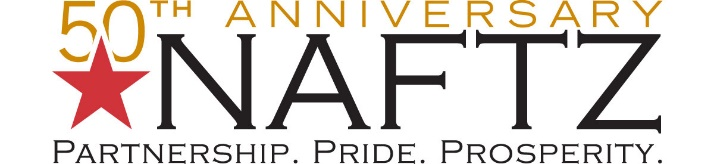 50TH ANNIVERSARY
NAFTZ
PARTNERSHIP. PRIDE. PROSPERITY.